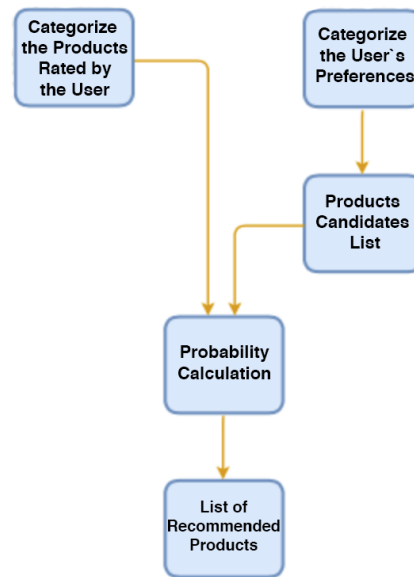 Categorize
the Products
Rated by
the User
Categorize
the User`s
Preferences
Products
Candidates
List
Probability
Calculation
List of
Recommended
Products